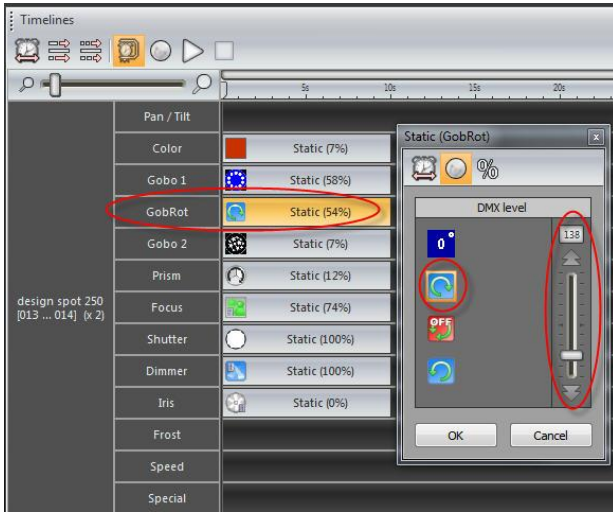 Timelines
5s 10s 15s 20s
Pan / Tilt
Color Static (7%)
Gobo 1 Static (58%)
GobRot Static (54%)
Gobo 2 Static (7%)
Prism Static (12%)
Focus Static (74%)
Shutter Static (100%)
Dimmer Static (100%)
Iris Static (0%)
Frost
Speed
Special
design spot 250
[013 ... 014] (x 2)
Static (GobRot)
x
%
DMX level
0°
138
OFF
OK Cancel